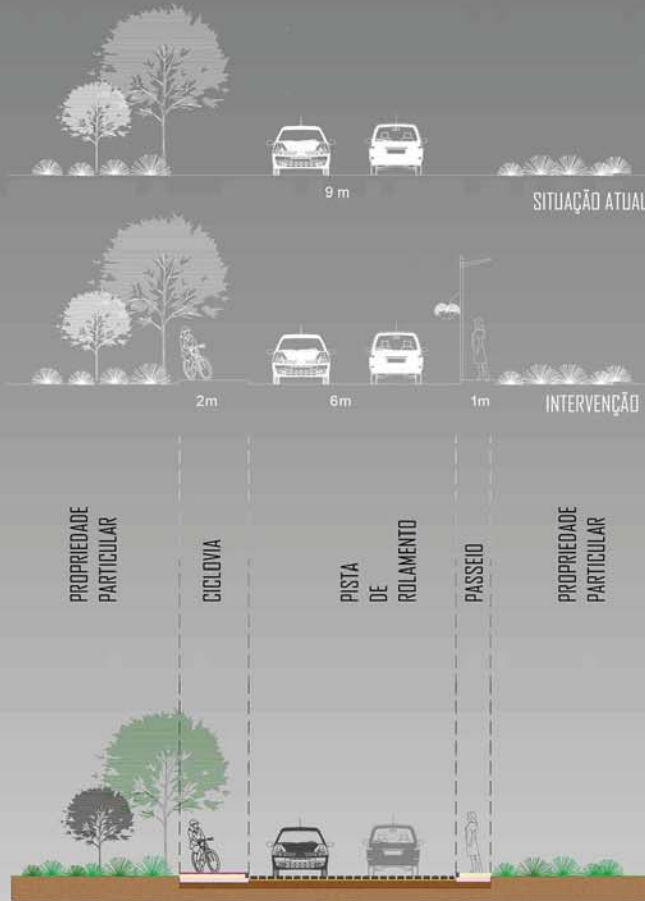 9 m
SITUAÇÃO ATUAL
2m
6m
1m
INTERVENÇÃO
PROPRIEDADE
PARTICULAR
CICLOVIA
PISTA
DE
ROLAMENTO
PASSEIO
PROPRIEDADE
PARTICULAR